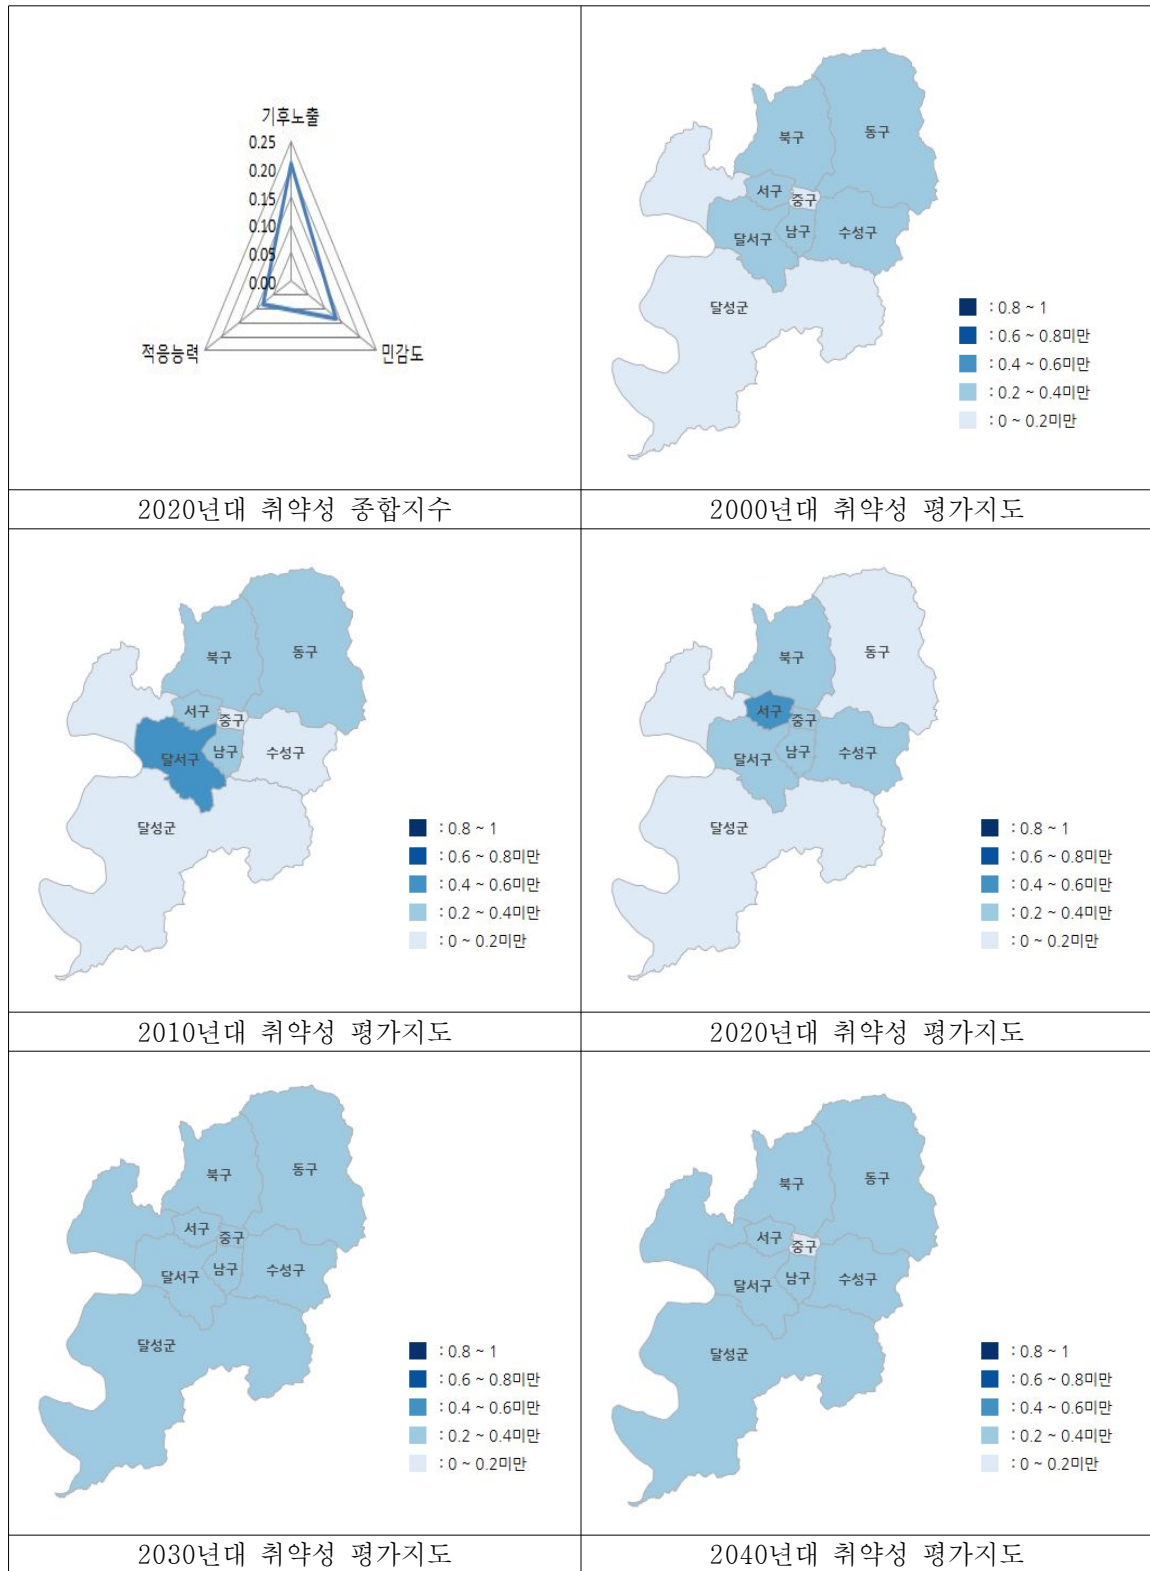 기후노출
0.25
0.20
0.15
0.10
0.05
0.00
적응능력
민감도
2020년대 취약성 종합지수
북구
동구
서구
중구
달서구
남구
수성구
달성군
: 0.8 ~ 1
: 0.6 ~ 0.8미만
: 0.4 ~ 0.6미만
: 0.2 ~ 0.4미만
: 0 ~ 0.2미만
2000년대 취약성 평가지도
북구
동구
서구
중구
달서구
남구
수성구
달성군
: 0.8 ~ 1
: 0.6 ~ 0.8미만
: 0.4 ~ 0.6미만
: 0.2 ~ 0.4미만
: 0 ~ 0.2미만
2010년대 취약성 평가지도
북구
동구
서구
중구
달서구
남구
수성구
달성군
: 0.8 ~ 1
: 0.6 ~ 0.8미만
: 0.4 ~ 0.6미만
: 0.2 ~ 0.4미만
: 0 ~ 0.2미만
2020년대 취약성 평가지도
북구
동구
서구
중구
달서구
남구
수성구
달성군
: 0.8 ~ 1
: 0.6 ~ 0.8미만
: 0.4 ~ 0.6미만
: 0.2 ~ 0.4미만
: 0 ~ 0.2미만
2030년대 취약성 평가지도
북구
동구
서구
중구
달서구
남구
수성구
달성군
: 0.8 ~ 1
: 0.6 ~ 0.8미만
: 0.4 ~ 0.6미만
: 0.2 ~ 0.4미만
: 0 ~ 0.2미만
2040년대 취약성 평가지도